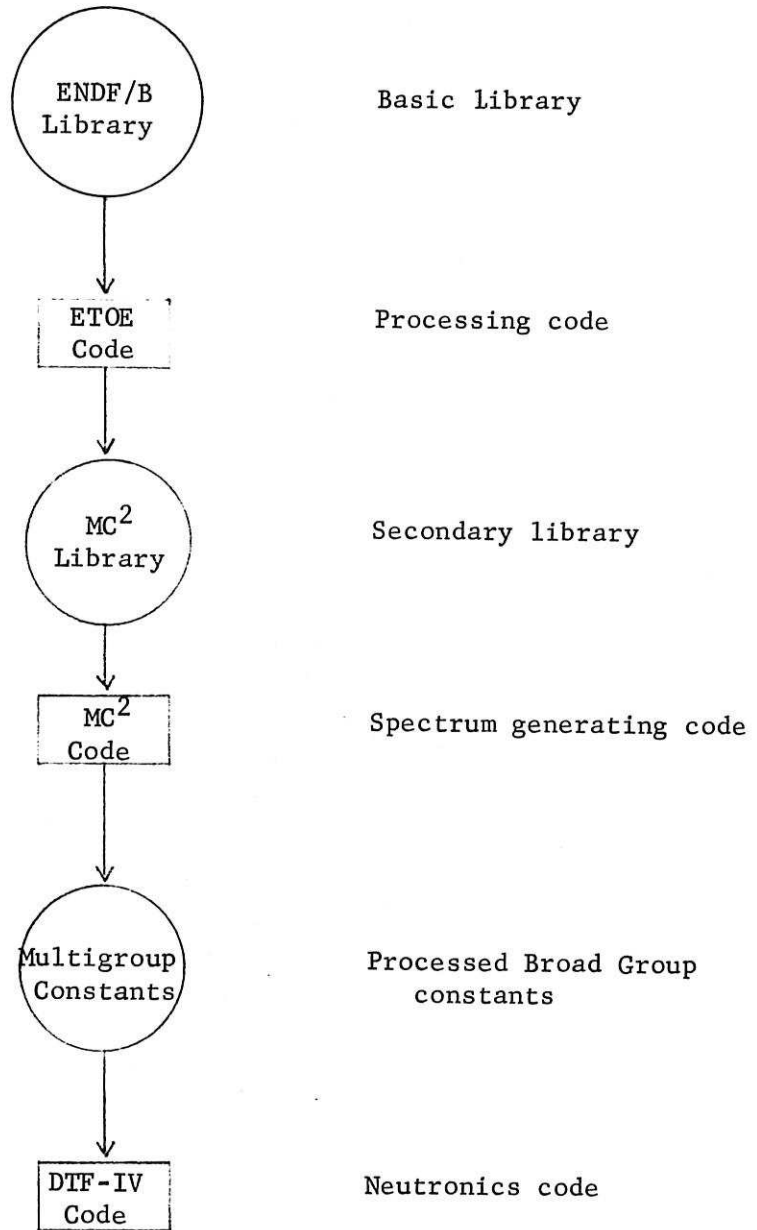 ENDF/B
Library
Basic Library
ETOE
Code
Processing code
MC²
Library
Secondary library
MC²
Code
Spectrum generating code
Multigroup
Constants
Processed Broad Group
constants
DTF-IV
Code
Neutronics code